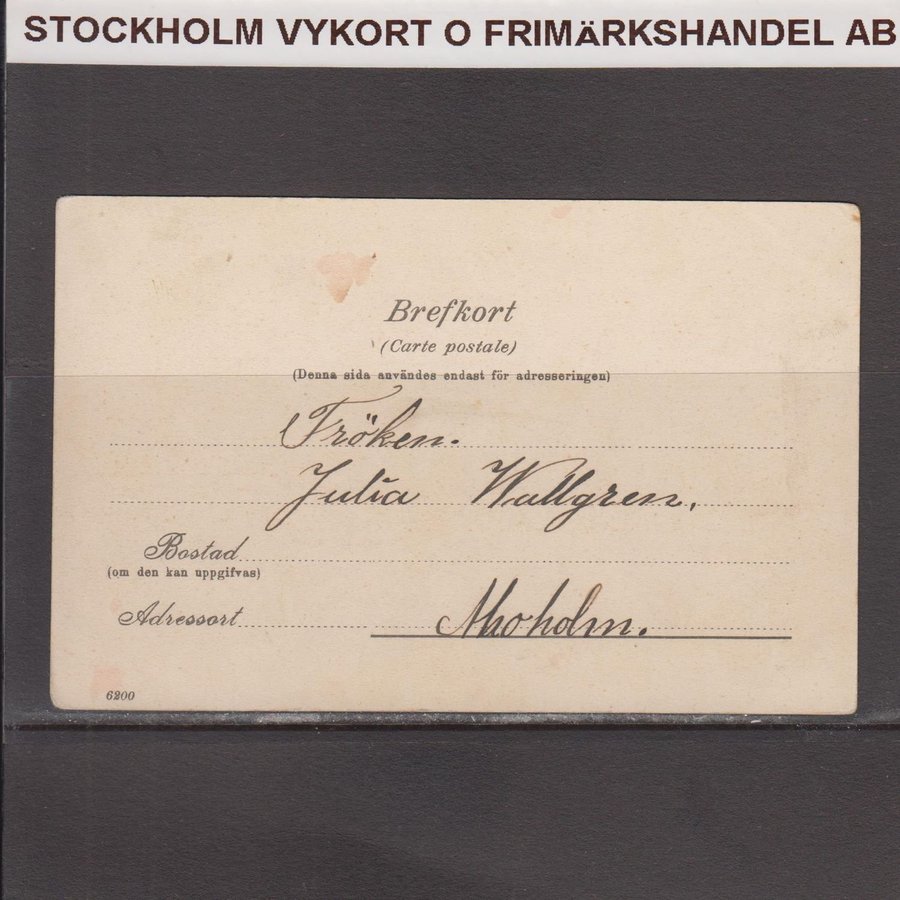 STOCKHOLM VYKORT O FRIMÄRKSHANDEL AB
Brefkort
(Carte postale)
(Denna sida användes endast för adresseringen)
Fröken.
Julia Wallgren.
Bostad
(om den kan uppgifvas)
Adressort Moholm.
6200